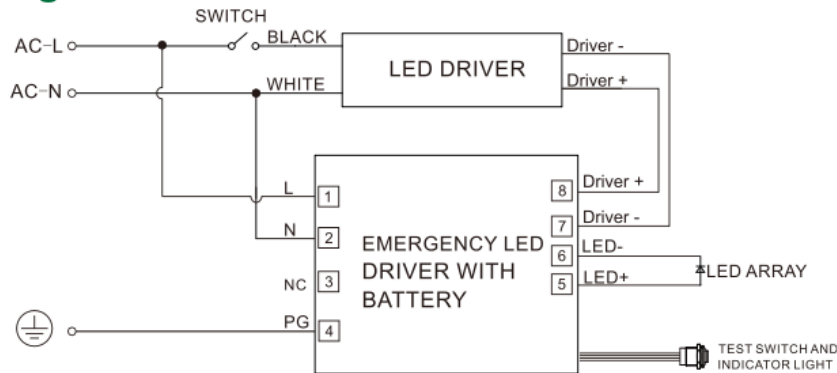 SWITCH
AC-L
BLACK
AC-N
WHITE
LED DRIVER
Driver -
Driver +
L
1
N
2
NC
3
PG
4
EMERGENCY LED
DRIVER WITH
BATTERY
8
Driver +
7
Driver -
6
LED-
5
LED+
LED ARRAY
TEST SWITCH AND
INDICATOR LIGHT